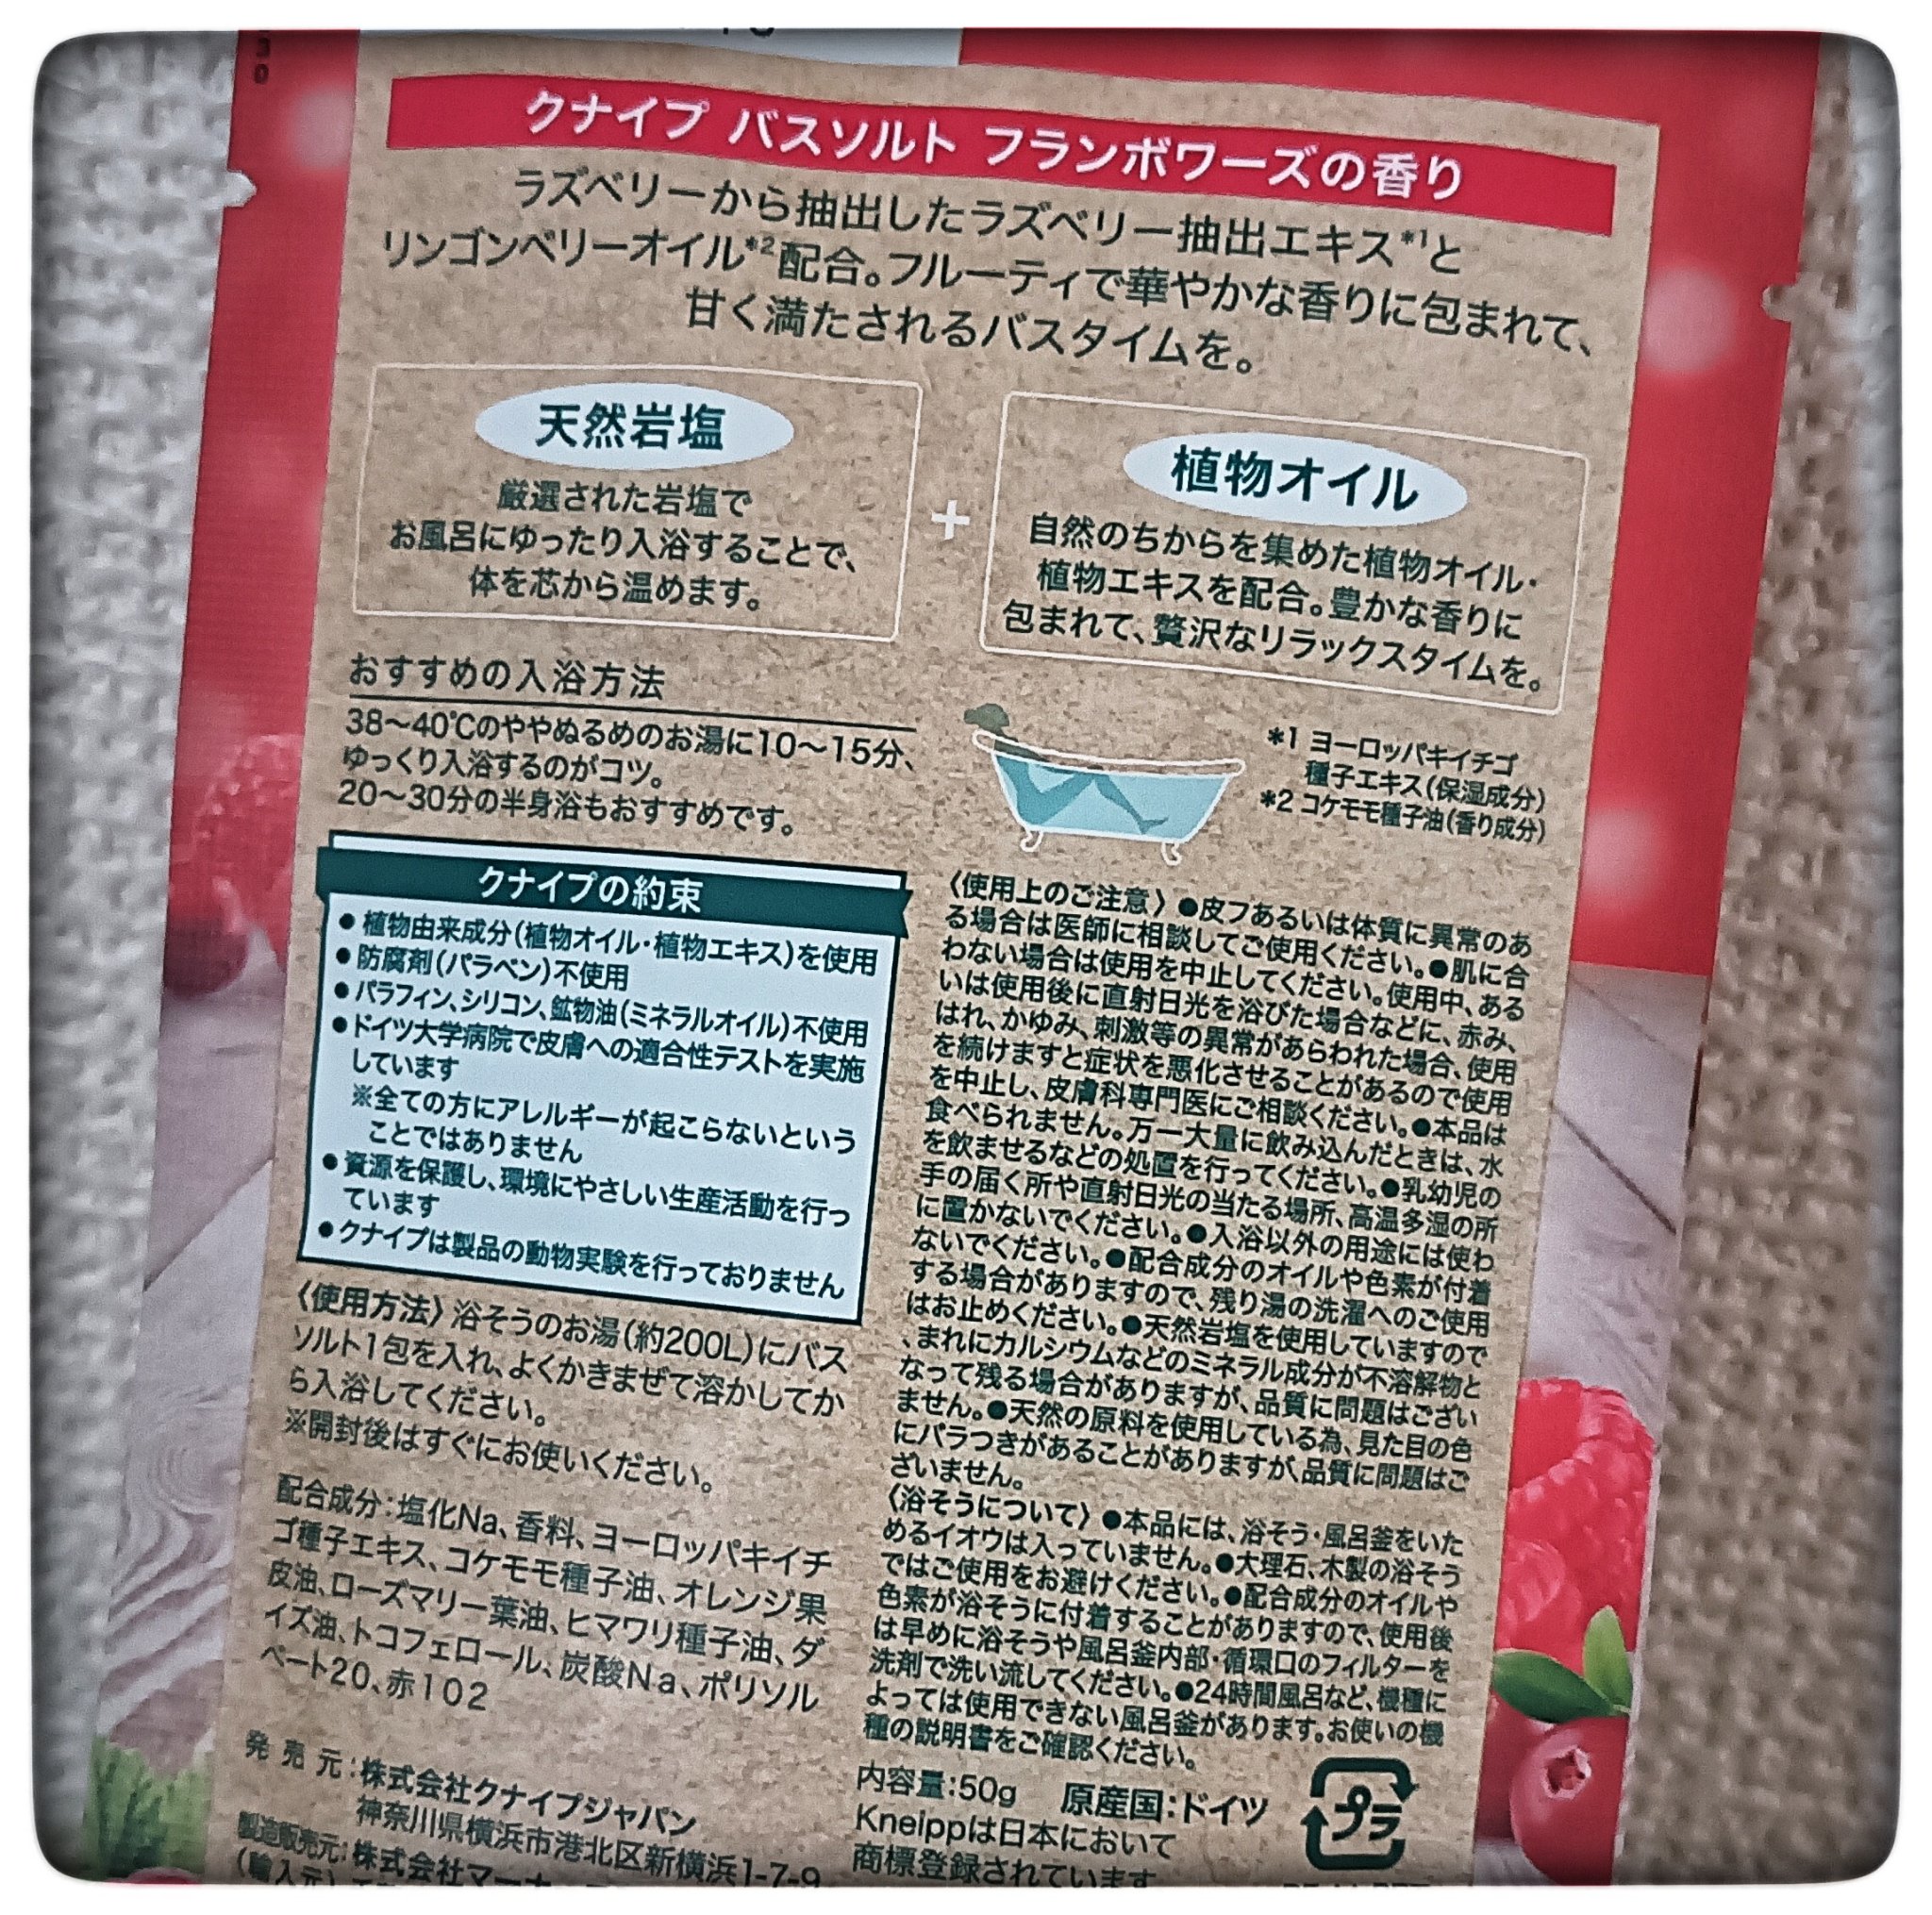 30
クナイプ バスソルト フランボワーズの香り
ラズベリーから抽出したラズベリー抽出エキス*1と
リンゴンベリーオイル*2配合。フルーティで華やかな香りに包まれて、
甘く満たされるバスタイムを。
天然岩塩
厳選された岩塩で
お風呂にゆったり入浴することで、
体を芯から温めます。
+
植物オイル
自然のちからを集めた植物オイル・
植物エキスを配合。豊かな香りに
包まれて、贅沢なリラックスタイムを。
おすすめの入浴方法
38〜40℃のややぬるめのお湯に10〜15分、
ゆっくり入浴するのがコツ。
20〜30分の半身浴もおすすめです。
*1 ヨーロッパキイチゴ
種子エキス(保湿成分)
*2 コケモモ種子油(香り成分)
クナイプの約束
●植物由来成分(植物オイル・植物エキス)を使用
●防腐剤(パラベン)不使用
●パラフィン、シリコン、鉱物油(ミネラルオイル)不使用
●ドイツ大学病院で皮膚への適合性テストを実施
しています
※全ての方にアレルギーが起こらないという
ことではありません
●資源を保護し、環境にやさしい生産活動を行っ
ています
●クナイプは製品の動物実験を行っておりません
〈使用方法〉浴そうのお湯(約200L)にバス
ソルト1包を入れ、よくかきまぜて溶かしてか
ら入浴してください。
※開封後はすぐにお使いください。
配合成分:塩化Na、香料、ヨーロッパキイチ
ゴ種子エキス、コケモモ種子油、オレンジ果
皮油、ローズマリー葉油、ヒマワリ種子油、ダ
イズ油、トコフェロール、炭酸Na、ポリソル
ベート20、赤102
発売元:株式会社クナイプジャパン
神奈川県横浜市港北区新横浜1-7-9
製造販売元:株式会社マーナ
(輸入元)
〈使用上のご注意〉●皮フあるいは体質に異常のあ
る場合は医師に相談してご使用ください。●肌に合
わない場合は使用を中止してください。使用中、ある
いは使用後に直射日光を浴びた場合などに、赤み、
はれ、かゆみ、刺激等の異常があらわれた場合、使用
を続けますと症状を悪化させることがあるので使用
を中止し、皮膚科専門医にご相談ください。●本品は
食べられません。万一大量に飲み込んだときは、水
を飲ませるなどの処置を行ってください。●乳幼児の
手の届く所や直射日光の当たる場所、高温多湿の所
に置かないでください。●入浴以外の用途には使わ
ないでください。●配合成分のオイルや色素が付着
する場合がありますので、残り湯の洗濯へのご使用
はお止めください。●天然岩塩を使用していますので
、まれにカルシウムなどのミネラル成分が不溶解物と
なって残る場合がありますが、品質に問題はござい
ません。●天然の原料を使用している為、見た目の色
にバラつきがあることがありますが、品質に問題はご
ざいません。
〈浴そうについて〉●本品には、浴そう・風呂釜をいた
めるイオウは入っていません。●大理石、木製の浴そう
ではご使用をお避けください。●配合成分のオイルや
色素が浴そうに付着することがありますので、使用後
は早めに浴そうや風呂釜内部・循環口のフィルターを
洗剤で洗い流してください。●24時間風呂など、機種に
よっては使用できない風呂釜があります。お使いの機
種の説明書をご確認ください。
内容量:50g 原産国:ドイツ
Kneippは日本において
商標登録されています
プラ